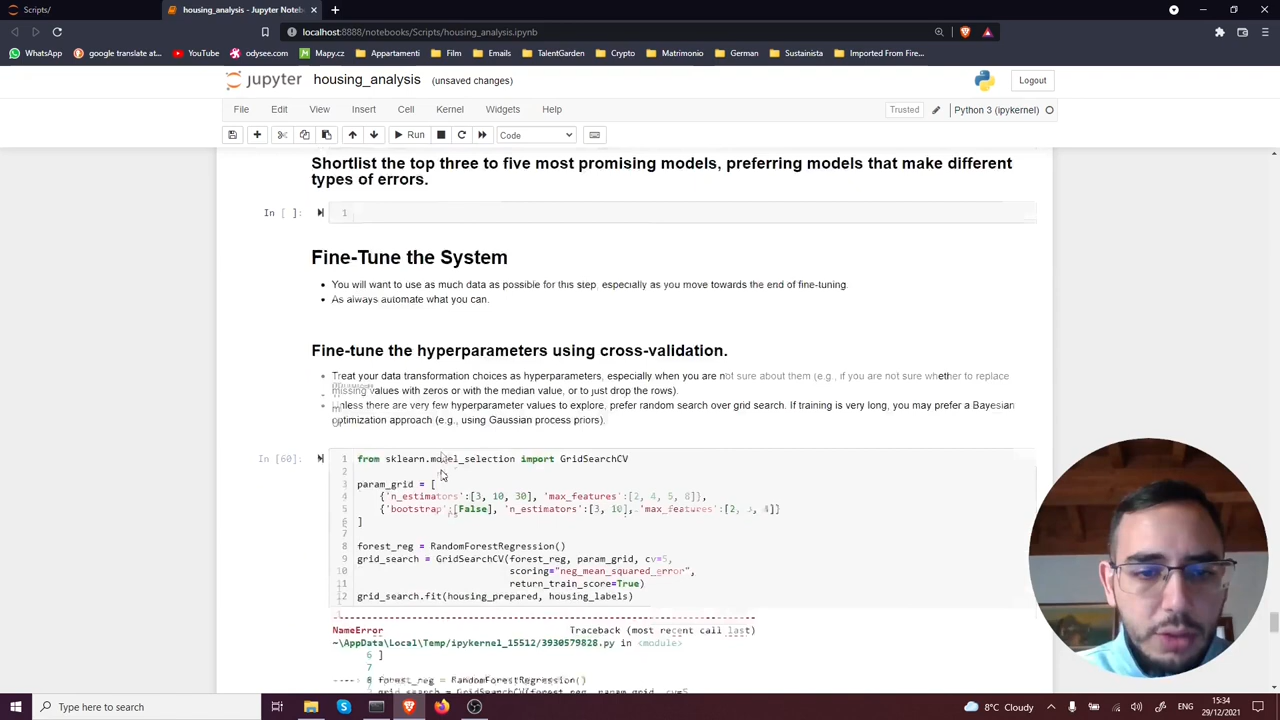 Scripts/
housing_analysis - Jupyter Noteb
localhost:8888/notebooks/Scripts/housing_analysis.ipynb
WhatsApp google translate at... YouTube odysee.com Mapy.cz Appartamenti Film Emails TalentGarden Crypto Matrimonio German Sustainista Imported From Fire...
jupyter housing_analysis (unsaved changes)
Logout
File Edit View Insert Cell Kernel Widgets Help
Trusted Python 3 (ipykernel)
Run Code
Shortlist the top three to five most promising models, preferring models that make different
types of errors.
In [ ]: 1
Fine-Tune the System
You will want to use as much data as possible for this step, especially as you move towards the end of fine-tuning.
As always automate what you can.
Fine-tune the hyperparameters using cross-validation.
Treat your data transformation choices as hyperparameters, especially when you are not sure about them (e.g., if you are not sure whether to replace
missing values with zeros or with the median value, or to just drop the rows).
Unless there are very few hyperparameter values to explore, prefer random search over grid search. If training is very long, you may prefer a Bayesian
optimization approach (e.g., using Gaussian process priors).
In [60]: 1 from sklearn.model_selection import GridSearchCV
2
3 param_grid = [
4 {'n_estimators':[3, 10, 30], 'max_features':[2, 4, 5, 8]},
5 {'bootstrap':[False], 'n_estimators':[3, 10], 'max_features':[2, 3, 4]}
6 ]
7
8 forest_reg = RandomForestRegression()
9 grid_search = GridSearchCV(forest_reg, param_grid, cv=5,
10 scoring="neg_mean_squared_error",
11 return_train_score=True)
12 grid_search.fit(housing_prepared, housing_labels)
NameError Traceback (most recent call last)
~\AppData\Local\Temp/ipykernel_15512/3930579828.py in <module>
6 ]
7
----> 8 forest_reg = RandomForestRegression()
grid_search = GridSearchCV(forest_reg, param_grid, cv=5
Type here to search
8°C Cloudy
15:34
29/12/2021